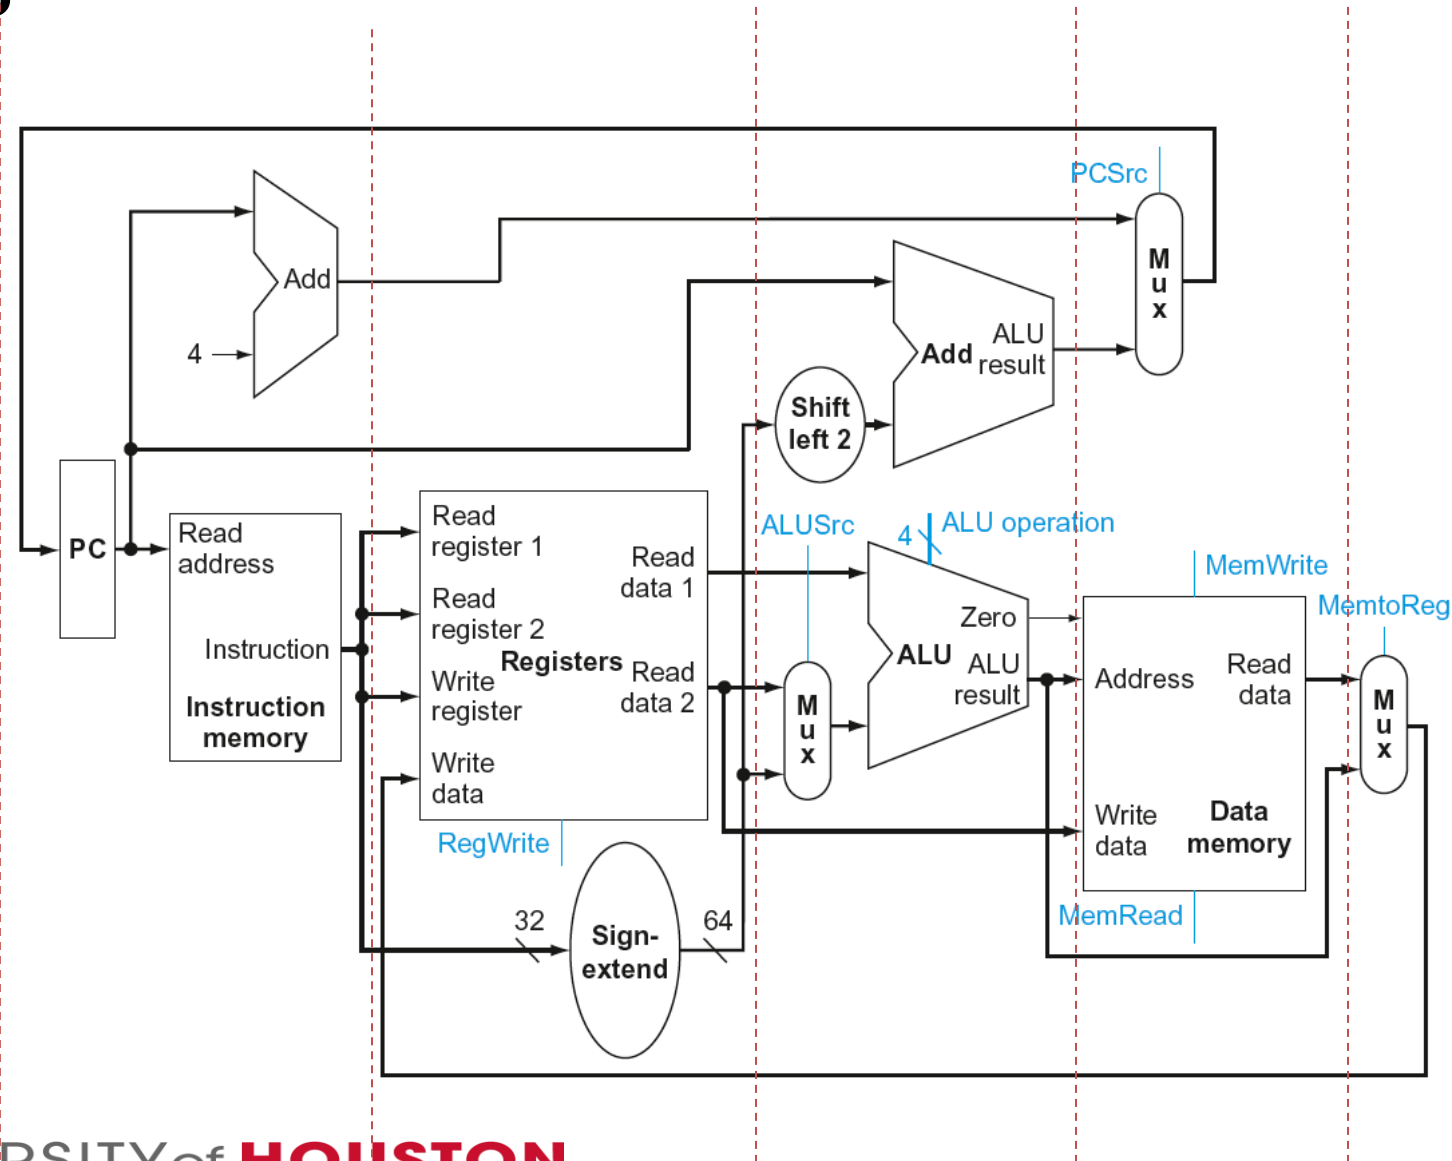 PCSrc
M
u
x
Add
4
Add
ALU
result
Shift
left 2
PC
Read
address
Instruction
Instruction
memory
Read
register 1
Read
register 2
Write
register
Write
data
Registers
Read
data 1
Read
data 2
RegWrite
32
Sign-
extend
64
ALUSrc
M
u
x
4
ALU operation
Zero
ALU
ALU
result
MemWrite
Address
Read
data
Write
data
Data
memory
MemRead
MemtoReg
M
u
x
RSITY of HOUSTON